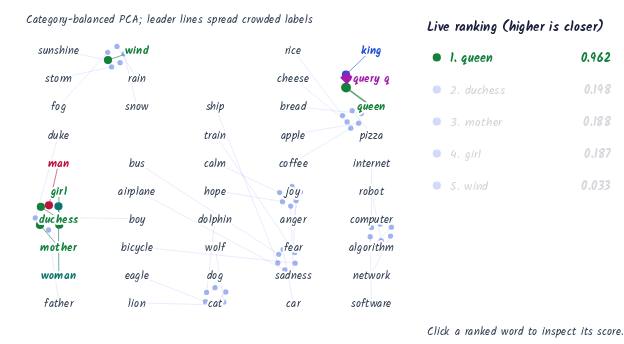 Category-balanced PCA; leader lines spread crowded labels
sunshine wind rice king
storm rain cheese query q
fog snow ship bread queen
duke train apple pizza
man bus calm coffee internet
girl airplane hope joy robot
duchess boy dolphin anger computer
mother bicycle wolf fear algorithm
woman eagle dog sadness network
father lion cat car software
Live ranking (higher is closer)
1. queen 0.962
2. duchess 0.198
3. mother 0.188
4. girl 0.187
5. wind 0.033
Click a ranked word to inspect its score.